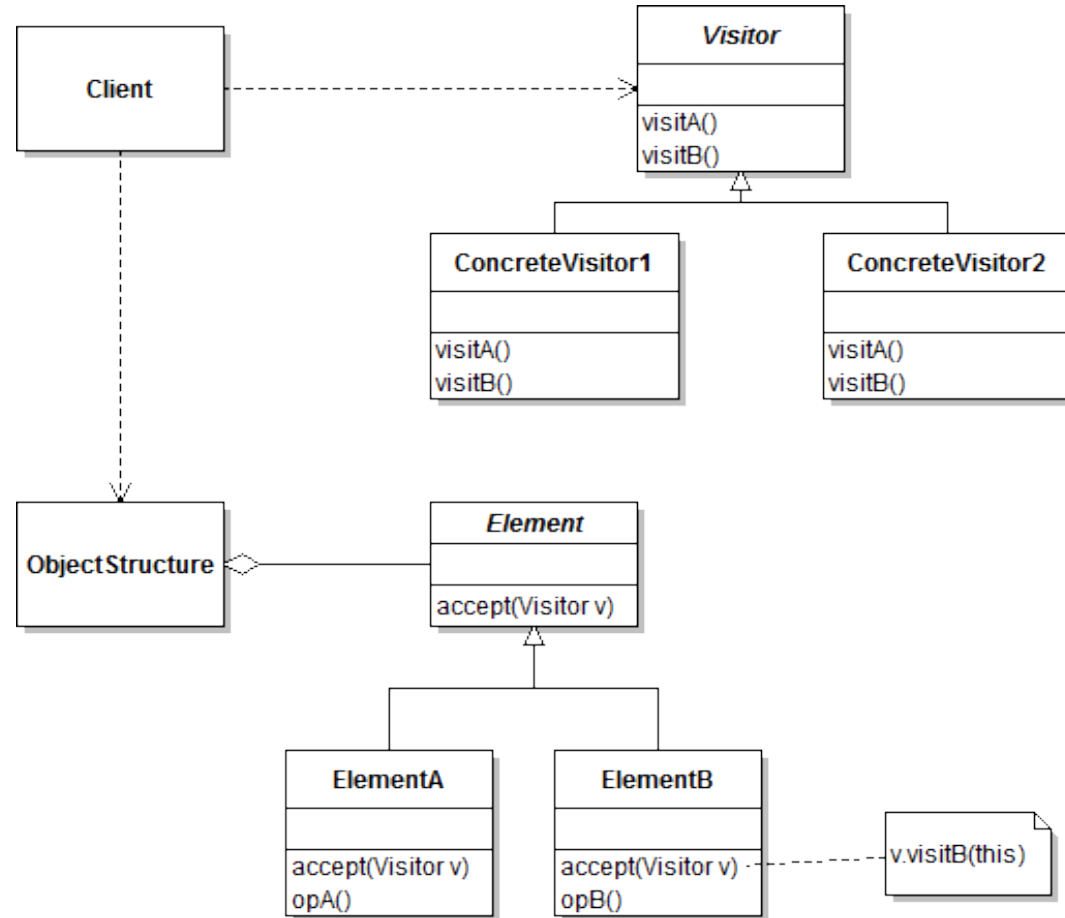 Client
Visitor
visitA()
visitB()
ConcreteVisitor1
visitA()
visitB()
ConcreteVisitor2
visitA()
visitB()
ObjectStructure
Element
accept(Visitor v)
ElementA
accept(Visitor v)
opA()
ElementB
accept(Visitor v)
opB()
v.visitB(this)